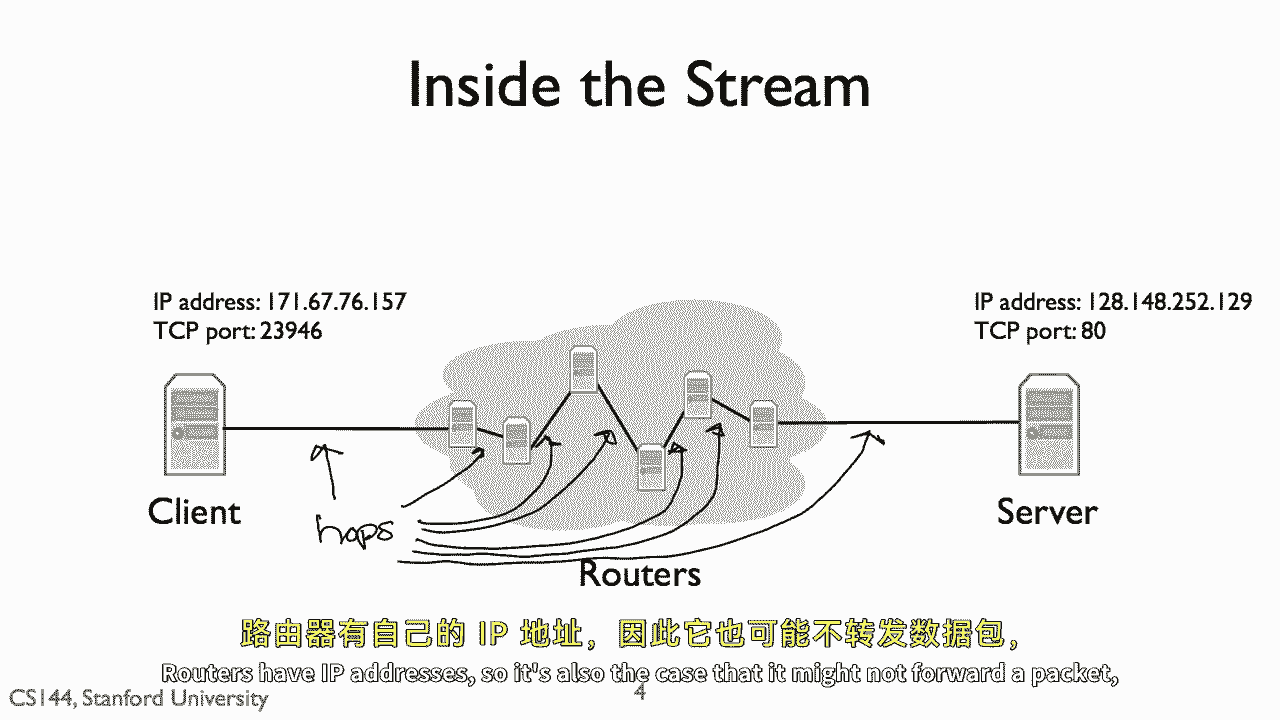 Inside the Stream
IP address: 171.67.76.157
TCP port: 23946
IP address: 128.148.252.129
TCP port: 80
Client
hops
Server
Routers
路由器有自己的 IP 地址，因此它也可能不转发数据包，
Routers have IP addresses, so it's also the case that it might not forward a packet,
CS144, Stanford University
4